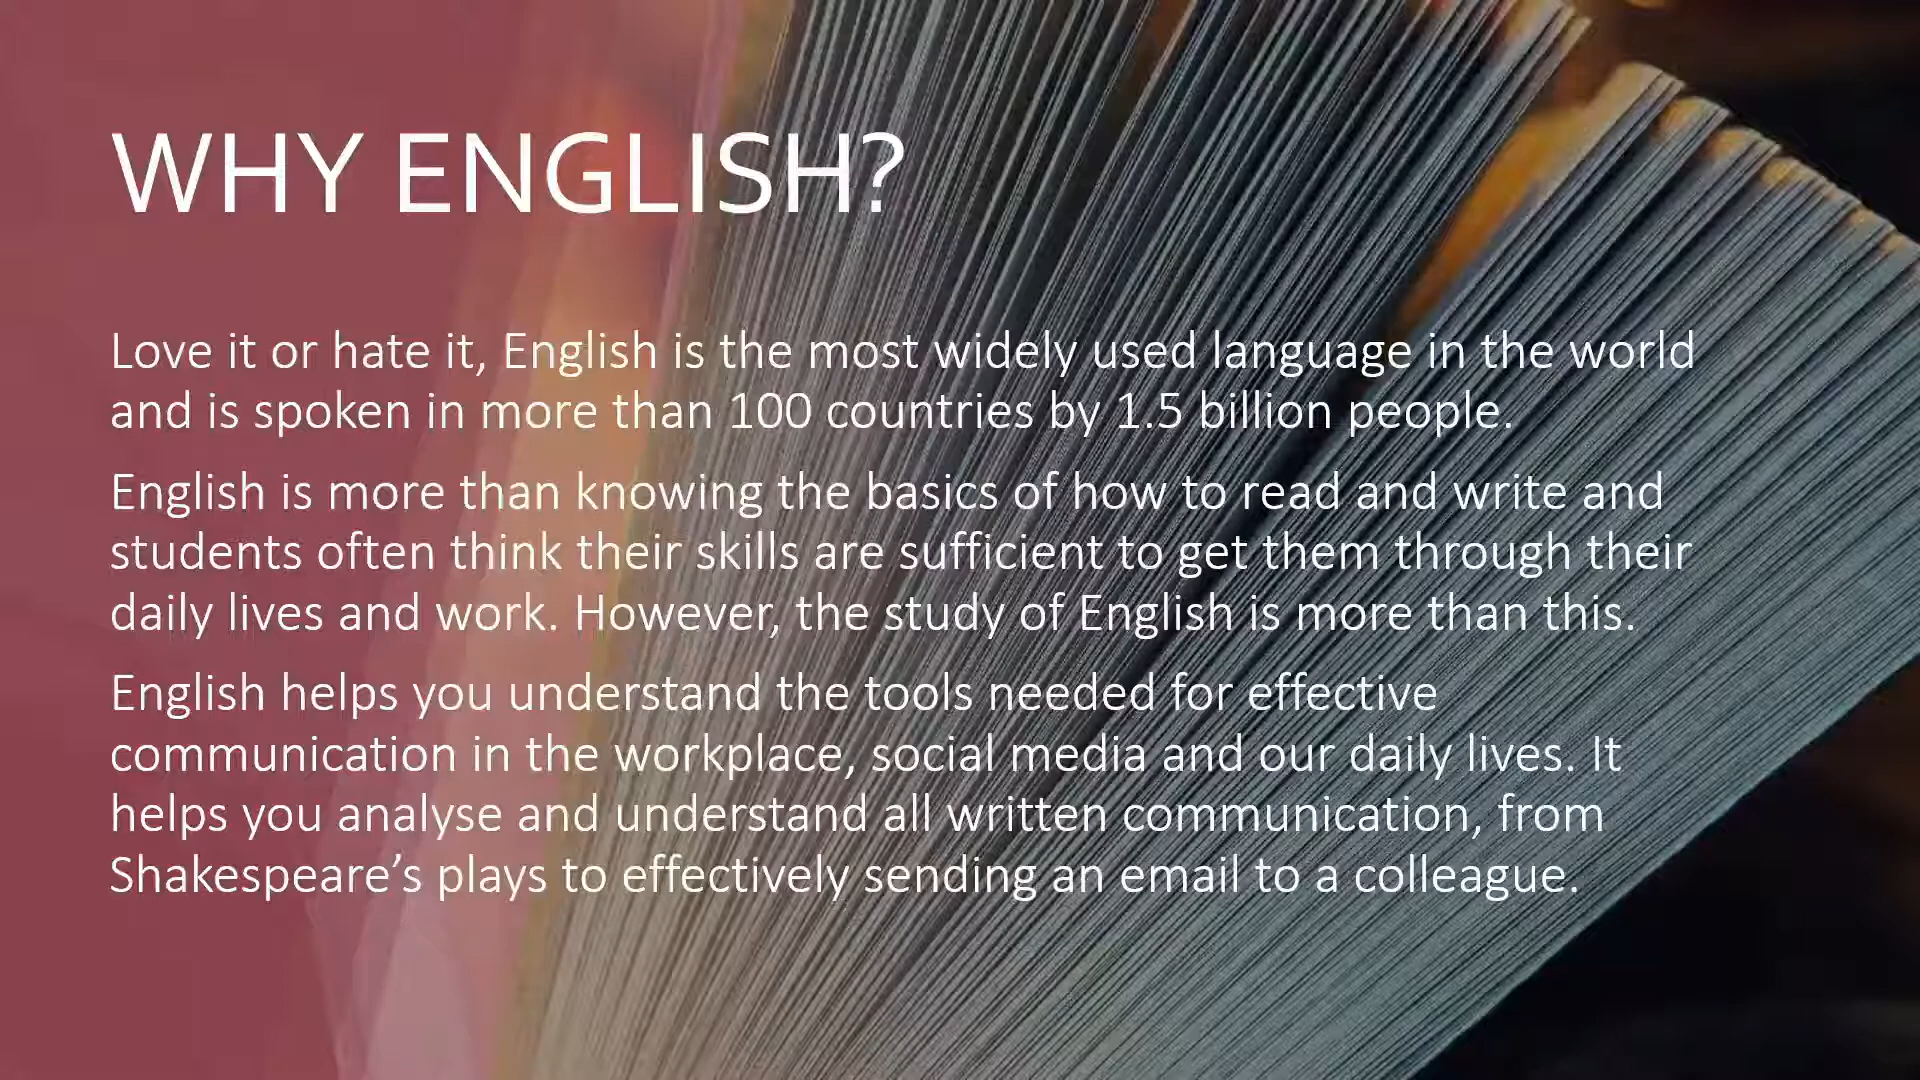 WHY ENGLISH?
Love it or hate it, English is the most widely used language in the world
and is spoken in more than 100 countries by 1.5 billion people.
English is more than knowing the basics of how to read and write and
students often think their skills are sufficient to get them through their
daily lives and work. However, the study of English is more than this.
English helps you understand the tools needed for effective
communication in the workplace, social media and our daily lives. It
helps you analyse and understand all written communication, from
Shakespeare’s plays to effectively sending an email to a colleague.